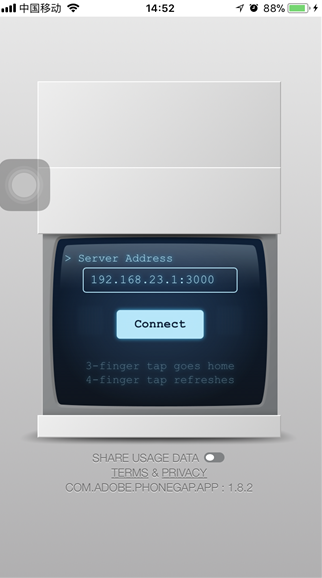 中国移动 14:52 88%
> Server Address
192.168.23.1:3000
Connect
3-finger tap goes home
4-finger tap refreshes
SHARE USAGE DATA
TERMS & PRIVACY
COM.ADOBE.PHONEGAP.APP : 1.8.2